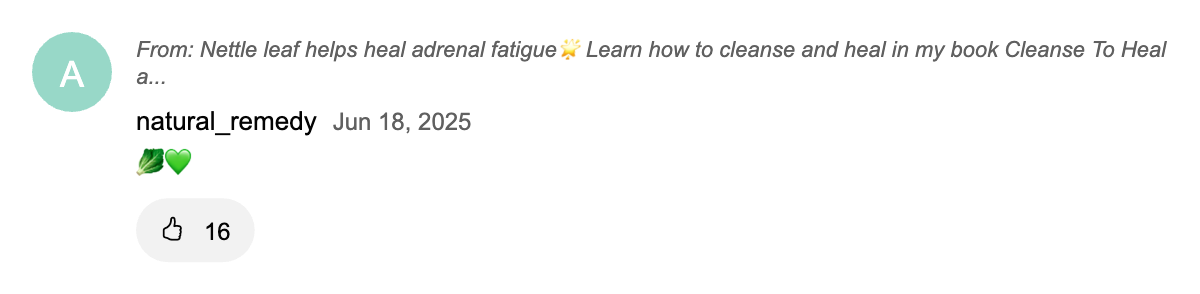 A
From: Nettle leaf helps heal adrenal fatigue🌟 Learn how to cleanse and heal in my book Cleanse To Heal
a...
natural_remedy Jun 18, 2025
🥬💚
16